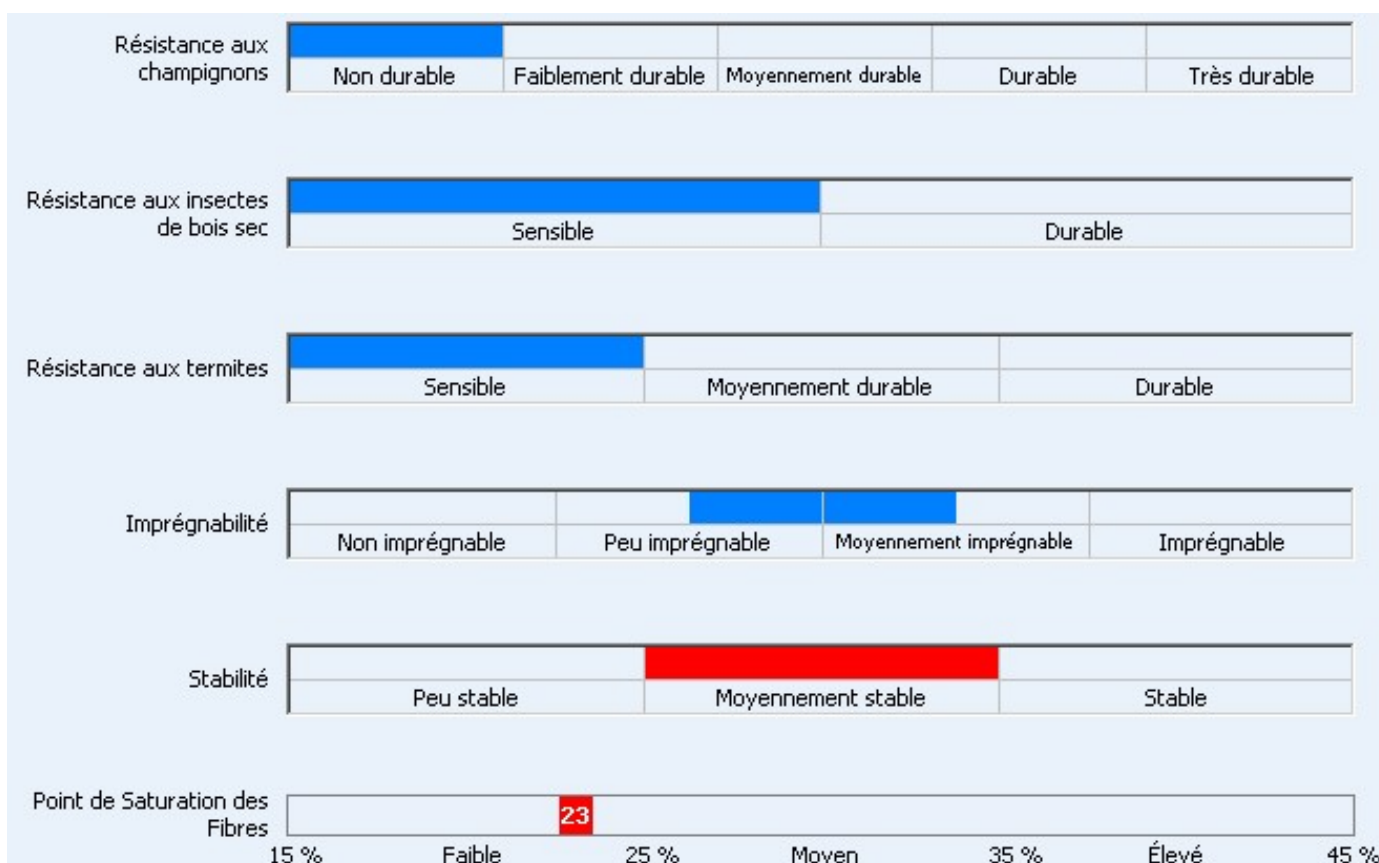 Résistance aux
champignons
Non durable Faiblement durable Moyennement durable Durable Très durable
Résistance aux insectes
de bois sec
Sensible Durable
Résistance aux termites
Sensible Moyennement durable Durable
Imprégnabilité
Non imprégnable Peu imprégnable Moyennement imprégnable Imprégnable
Stabilité
Peu stable Moyennement stable Stable
Point de Saturation des
Fibres
23
15 % Faible 25 % Moyen 35 % Élevé 45 %